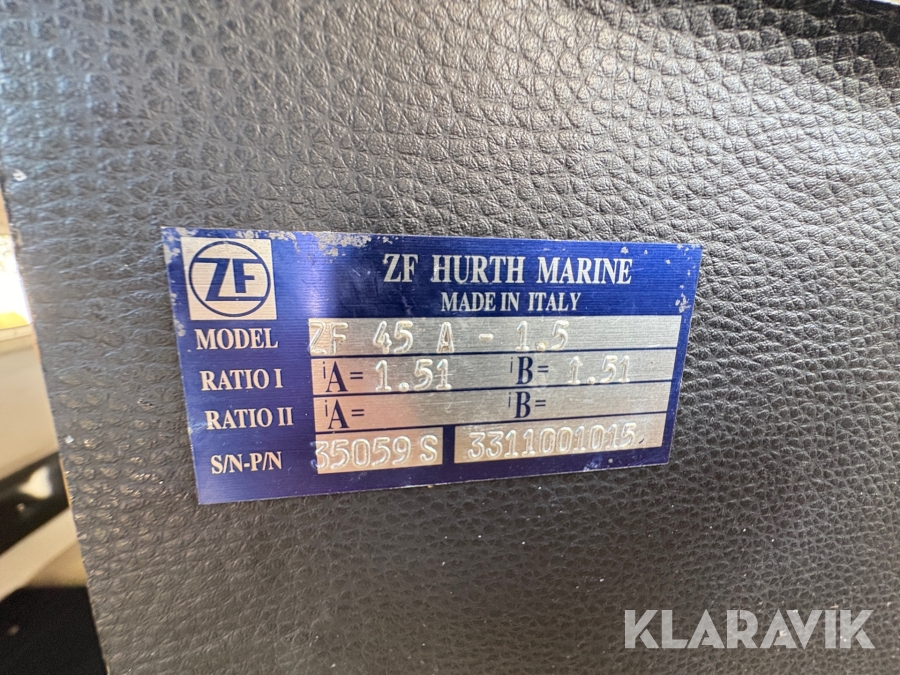 ZF
ZF HURTH MARINE
MADE IN ITALY
MODEL ZF 45 A - 1.5
RATIO I iA= 1.51 iB= 1.51
RATIO II iA= iB=
S/N-P/N 35059 S 3311001015
KLARAVIK